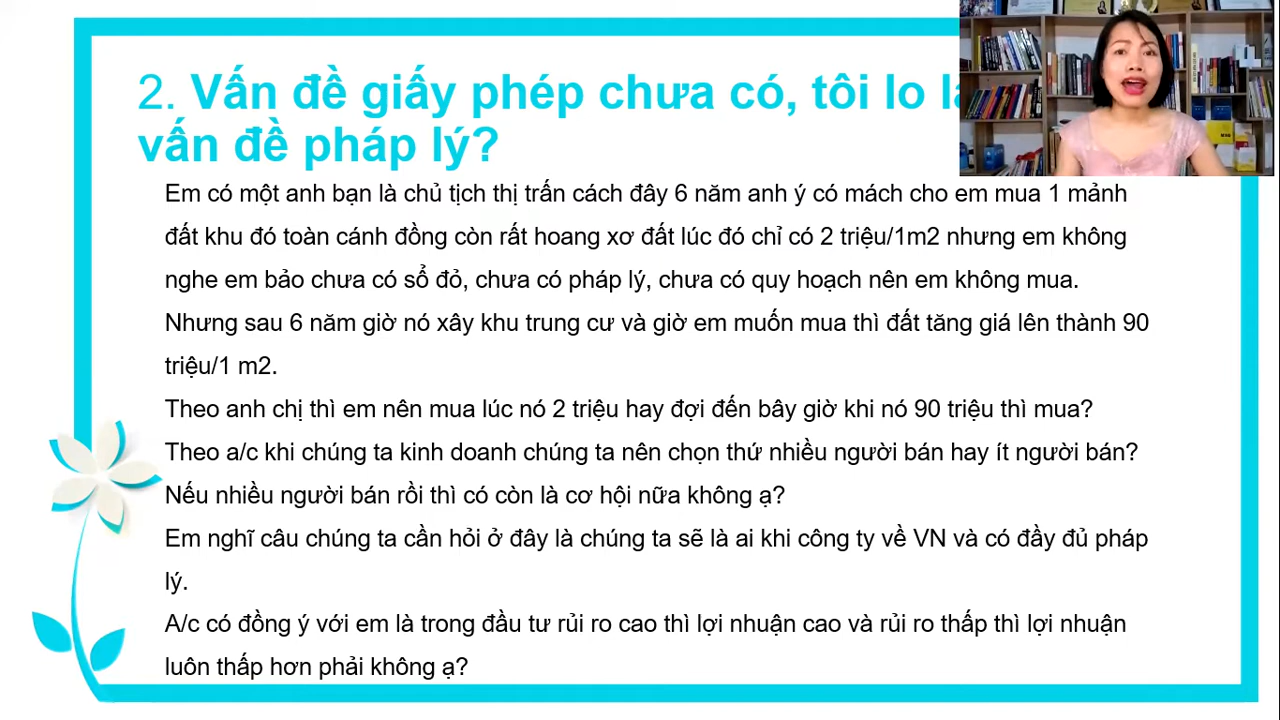 2. Vấn đề giấy phép chưa có, tôi lo
vấn đề pháp lý?
Em có một anh bạn là chủ tịch thị trấn cách đây 6 năm anh ý có mách cho em mua 1 mảnh
đất khu đó toàn cánh đồng còn rất hoang xơ đất lúc đó chỉ có 2 triệu/1m2 nhưng em không
nghe em bảo chưa có sổ đỏ, chưa có pháp lý, chưa có quy hoạch nên em không mua.
Nhưng sau 6 năm giờ nó xây khu trung cư và giờ em muốn mua thì đất tăng giá lên thành 90
triệu/1 m2.
Theo anh chị thì em nên mua lúc nó 2 triệu hay đợi đến bây giờ khi nó 90 triệu thì mua?
Theo a/c khi chúng ta kinh doanh chúng ta nên chọn thứ nhiều người bán hay ít người bán?
Nếu nhiều người bán rồi thì có còn là cơ hội nữa không ạ?
Em nghĩ câu chúng ta cần hỏi ở đây là chúng ta sẽ là ai khi công ty về VN và có đầy đủ pháp
lý.
A/c có đồng ý với em là trong đầu tư rủi ro cao thì lợi nhuận cao và rủi ro thấp thì lợi nhuận
luôn thấp hơn phải không ạ?